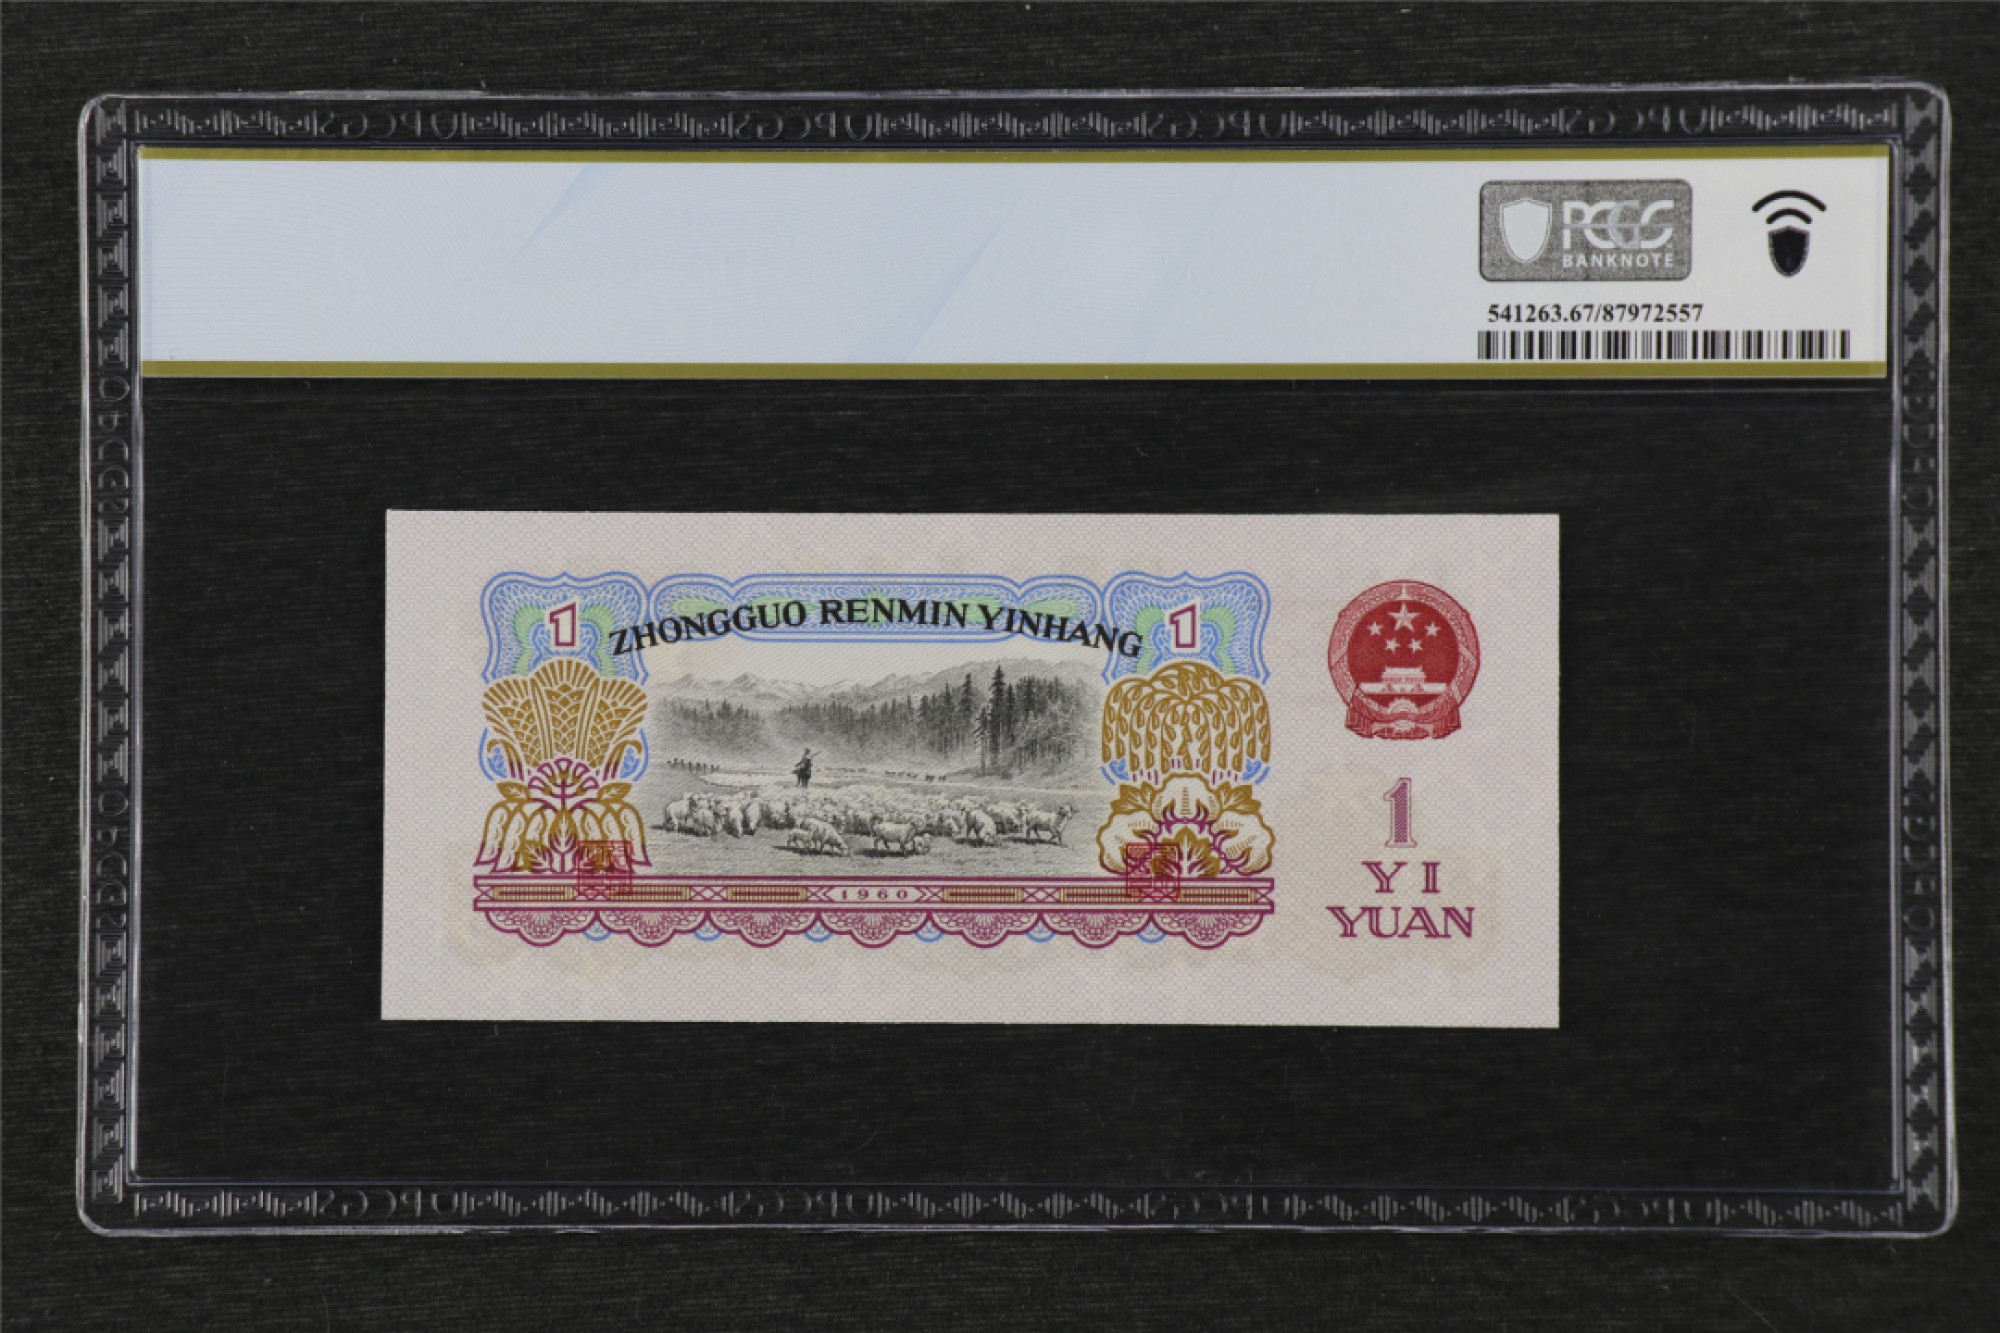 PCGS
BANKNOTE
541263.67/87972557
ZHONGGUO RENMIN YINHANG
1
1
1
YI
YUAN
1960